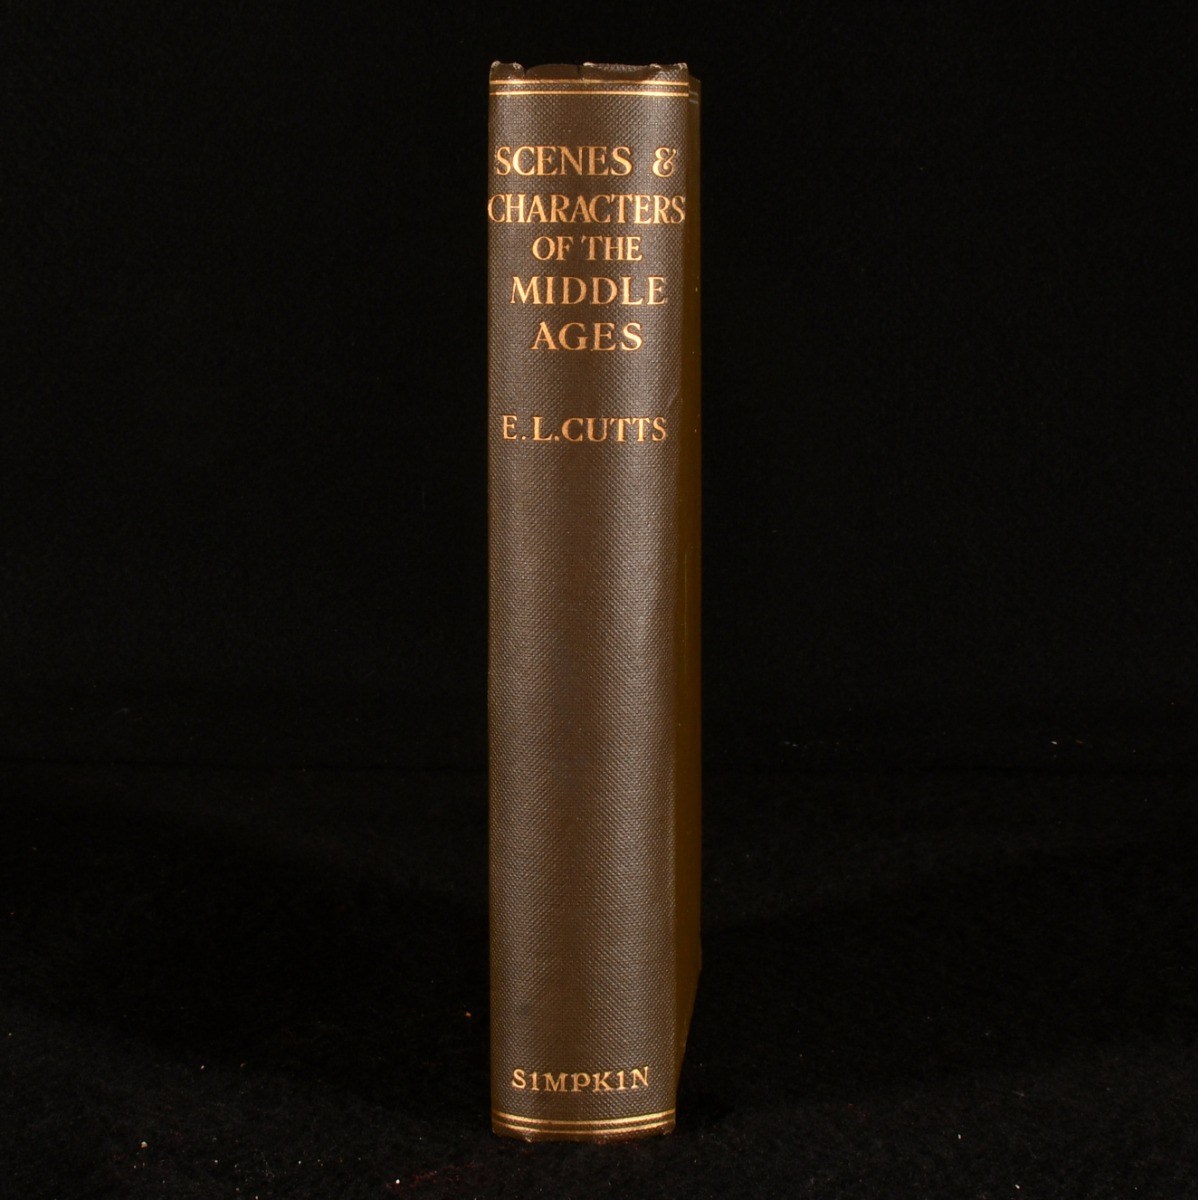 SCENES &
CHARACTERS
OF THE
MIDDLE
AGES
E. L. CUTTS
SIMPKIN